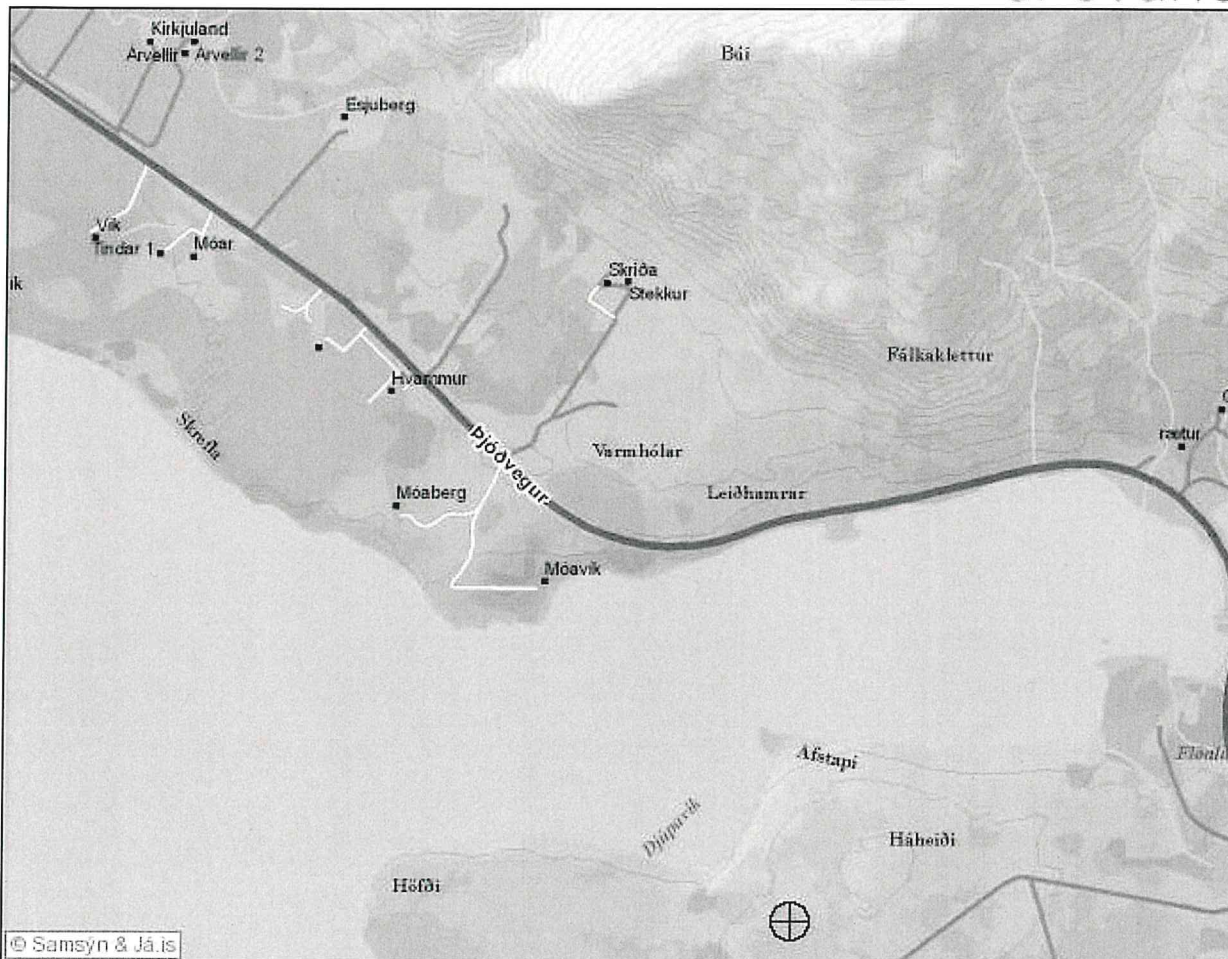 Kirkjuland
Arvellir
Arvellir 2
Búi
Esjuberg
Vík
Tindar 1
Móar
ik
Skriða
Stekkur
Fálkaklettur
Hvammur
Skrefla
Þjóðvegur
Varmhólar
rætur
Móaberg
Leiðhamrar
Móavík
Afstapi
Djúpavík
Háheiði
Höfði
© Samsýn & Já.is